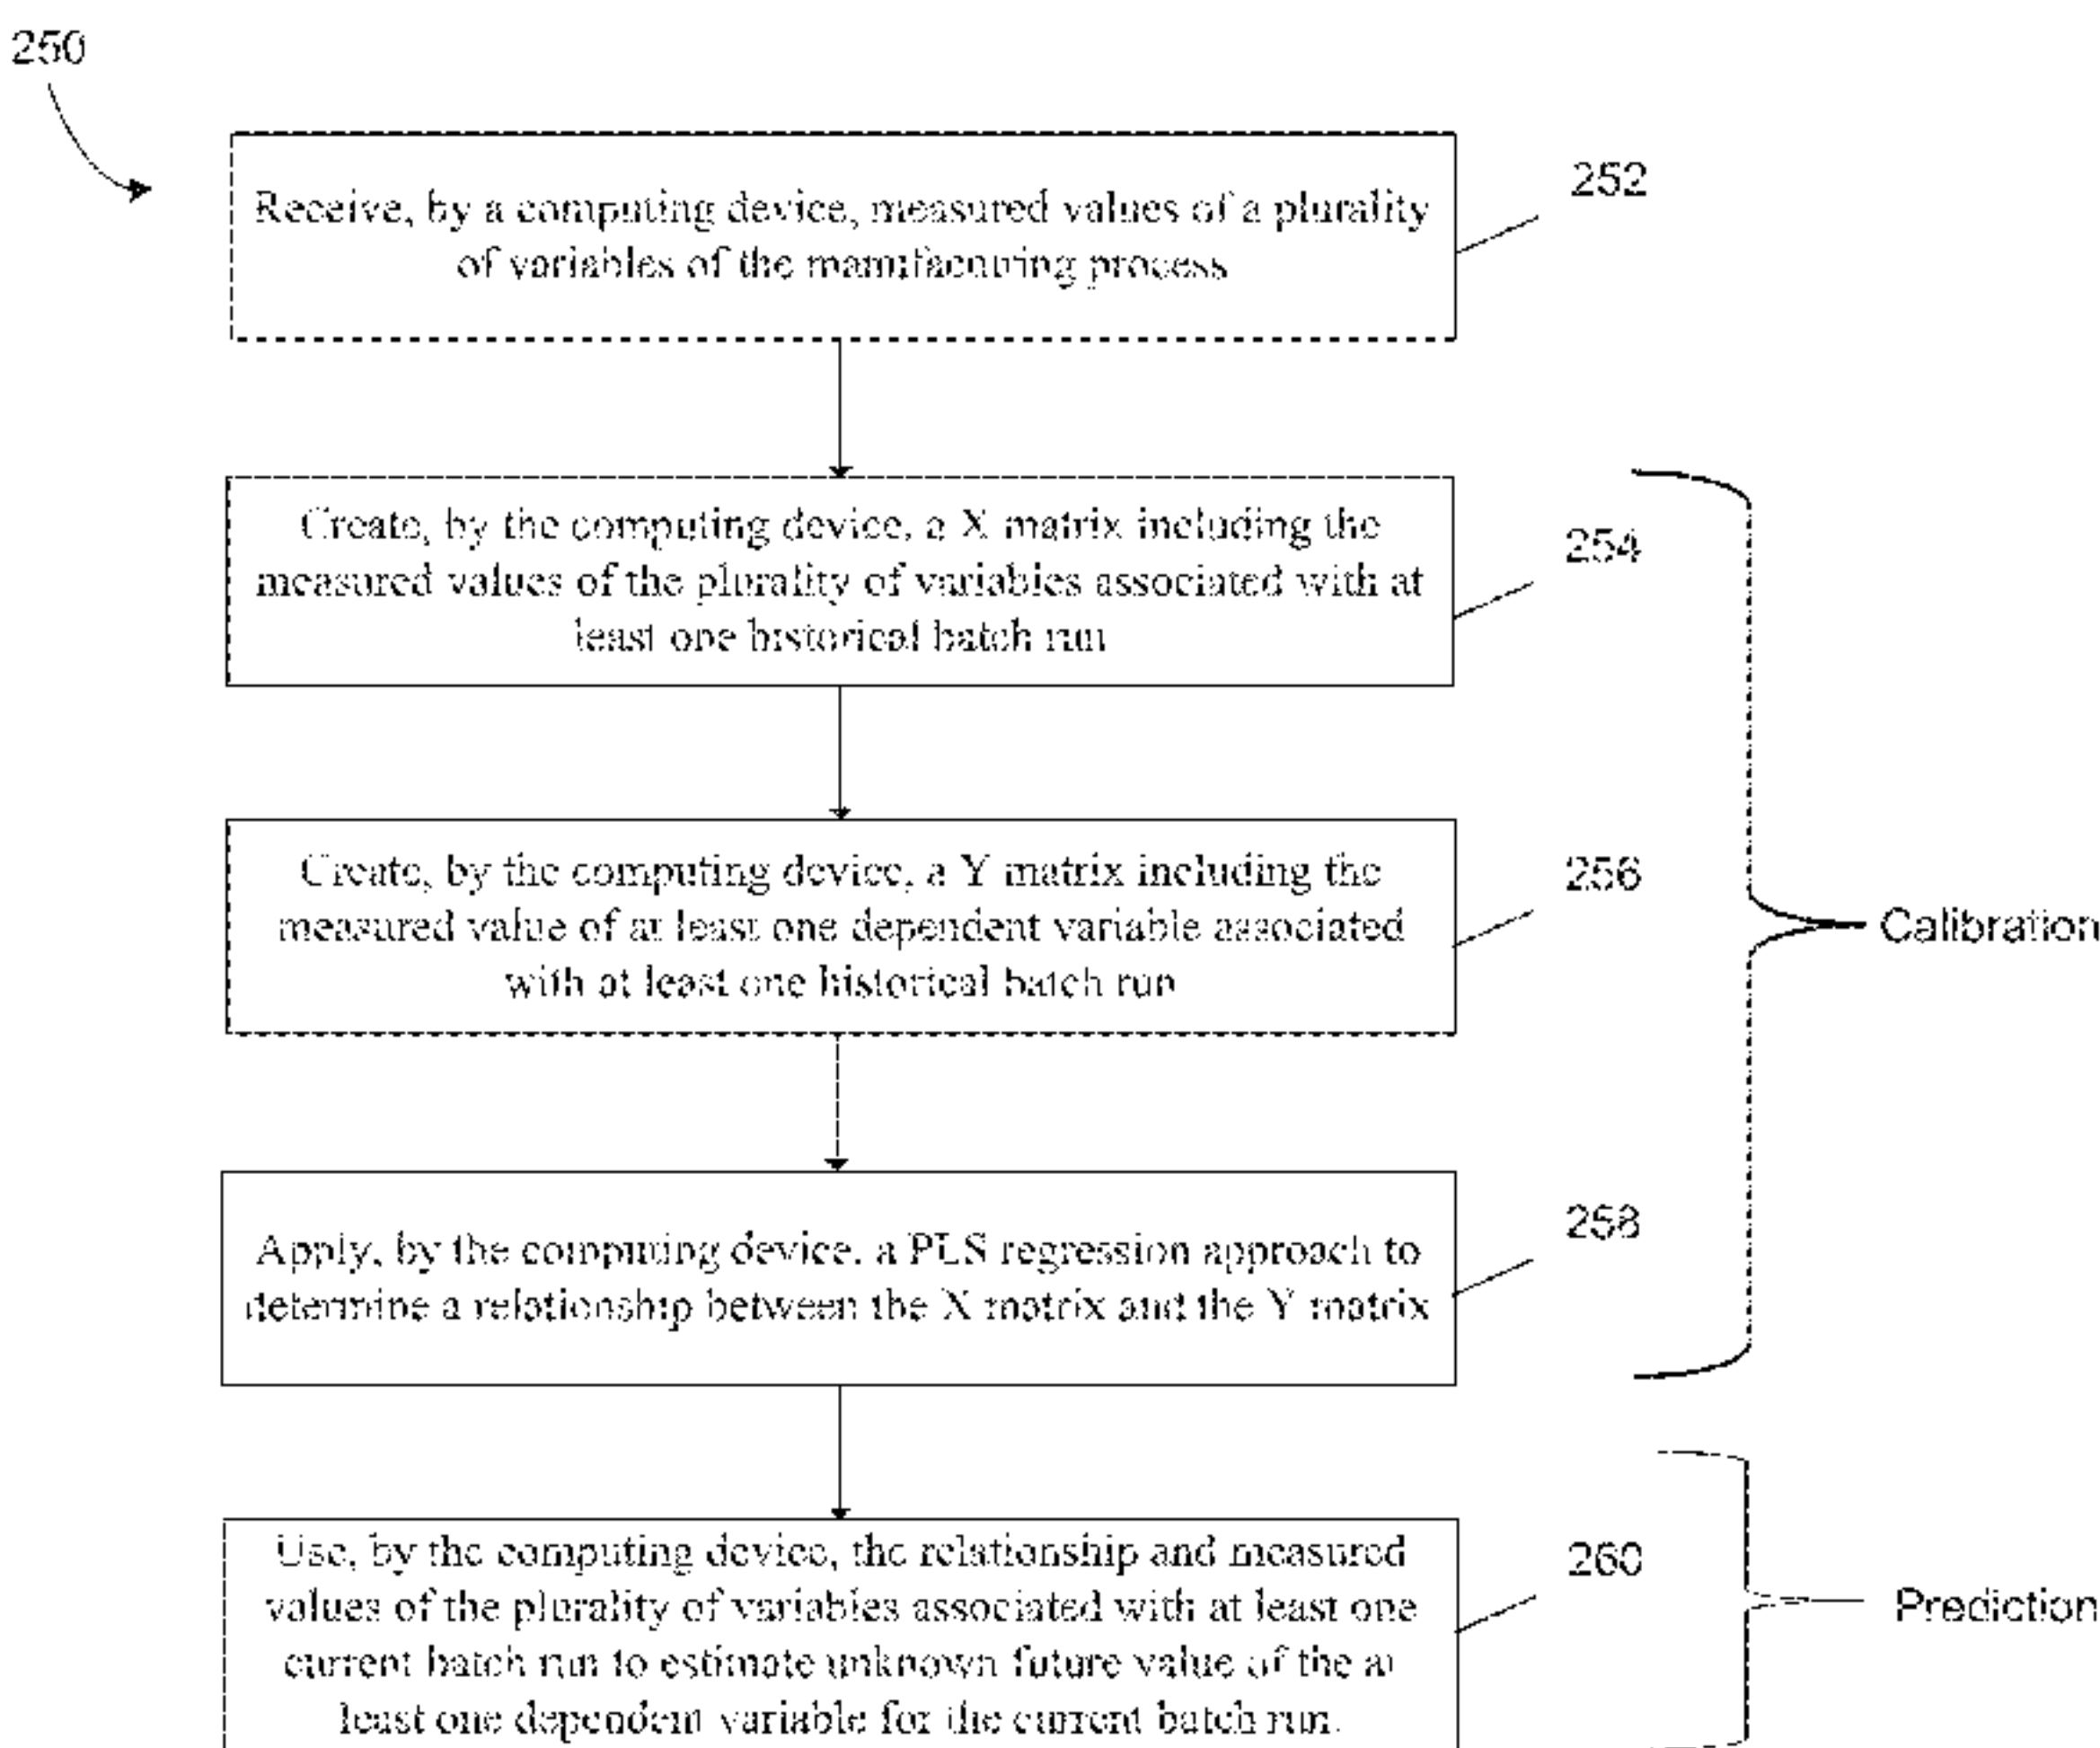 250
Receive, by a computing device, measured values of a plurality
of variables of the manufacturing process
252
Create, by the computing device, a X matrix including the
measured values of the plurality of variables associated with at
least one historical batch run
254
Create, by the computing device, a Y matrix including the
measured value of at least one dependent variable associated
with at least one historical batch run
256
Calibration
Apply, by the computing device, a PLS regression approach to
determine a relationship between the X matrix and the Y matrix
258
Use, by the computing device, the relationship and measured
values of the plurality of variables associated with at least one
current batch run to estimate unknown future value of the at
least one dependent variable for the current batch run.
260
Prediction